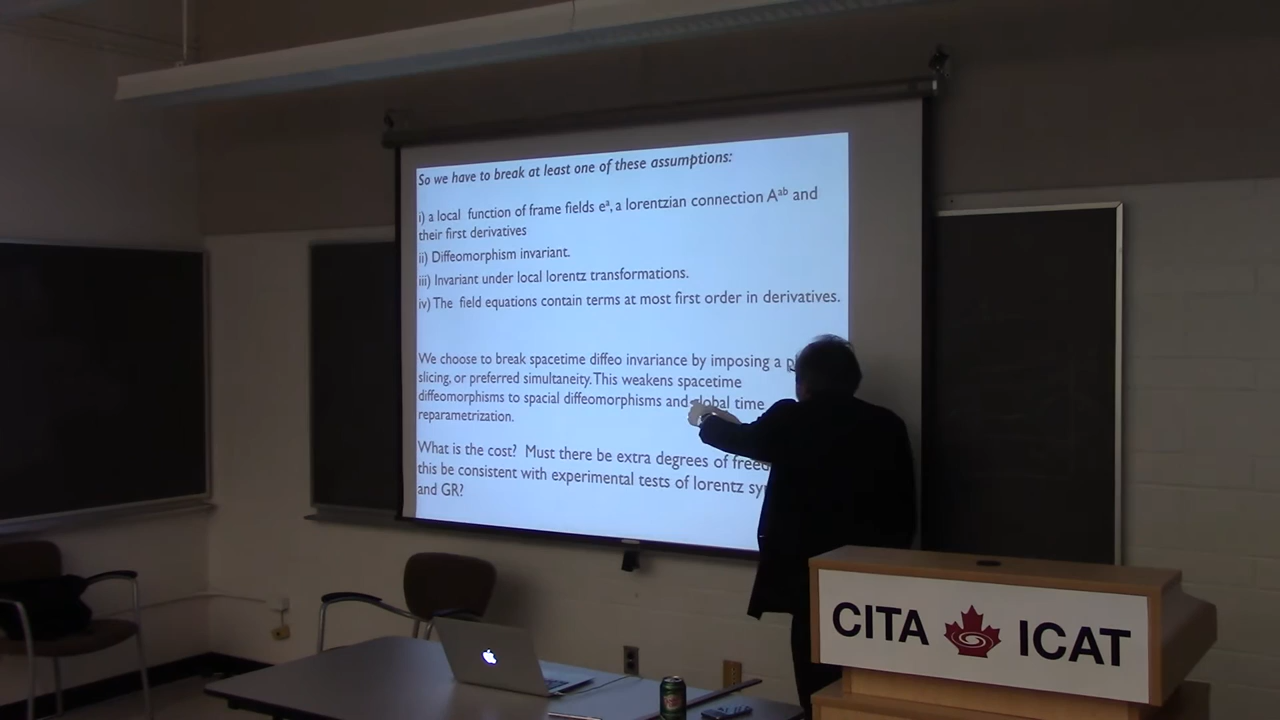 So we have to break at least one of these assumptions:
i) a local function of frame fields eᵃ, a lorentzian connection Aᵃᵇ and
their first derivatives
ii) Diffeomorphism invariant.
iii) Invariant under local lorentz transformations.
iv) The field equations contain terms at most first order in derivatives.
We choose to break spacetime diffeo invariance by imposing a
slicing, or preferred simultaneity. This weakens spacetime
diffeomorphisms to spacial diffeomorphisms and global time
reparametrization.
What is the cost? Must there be extra degrees of
this be consistent with experimental tests of lorentz
and GR?
CITA ICAT